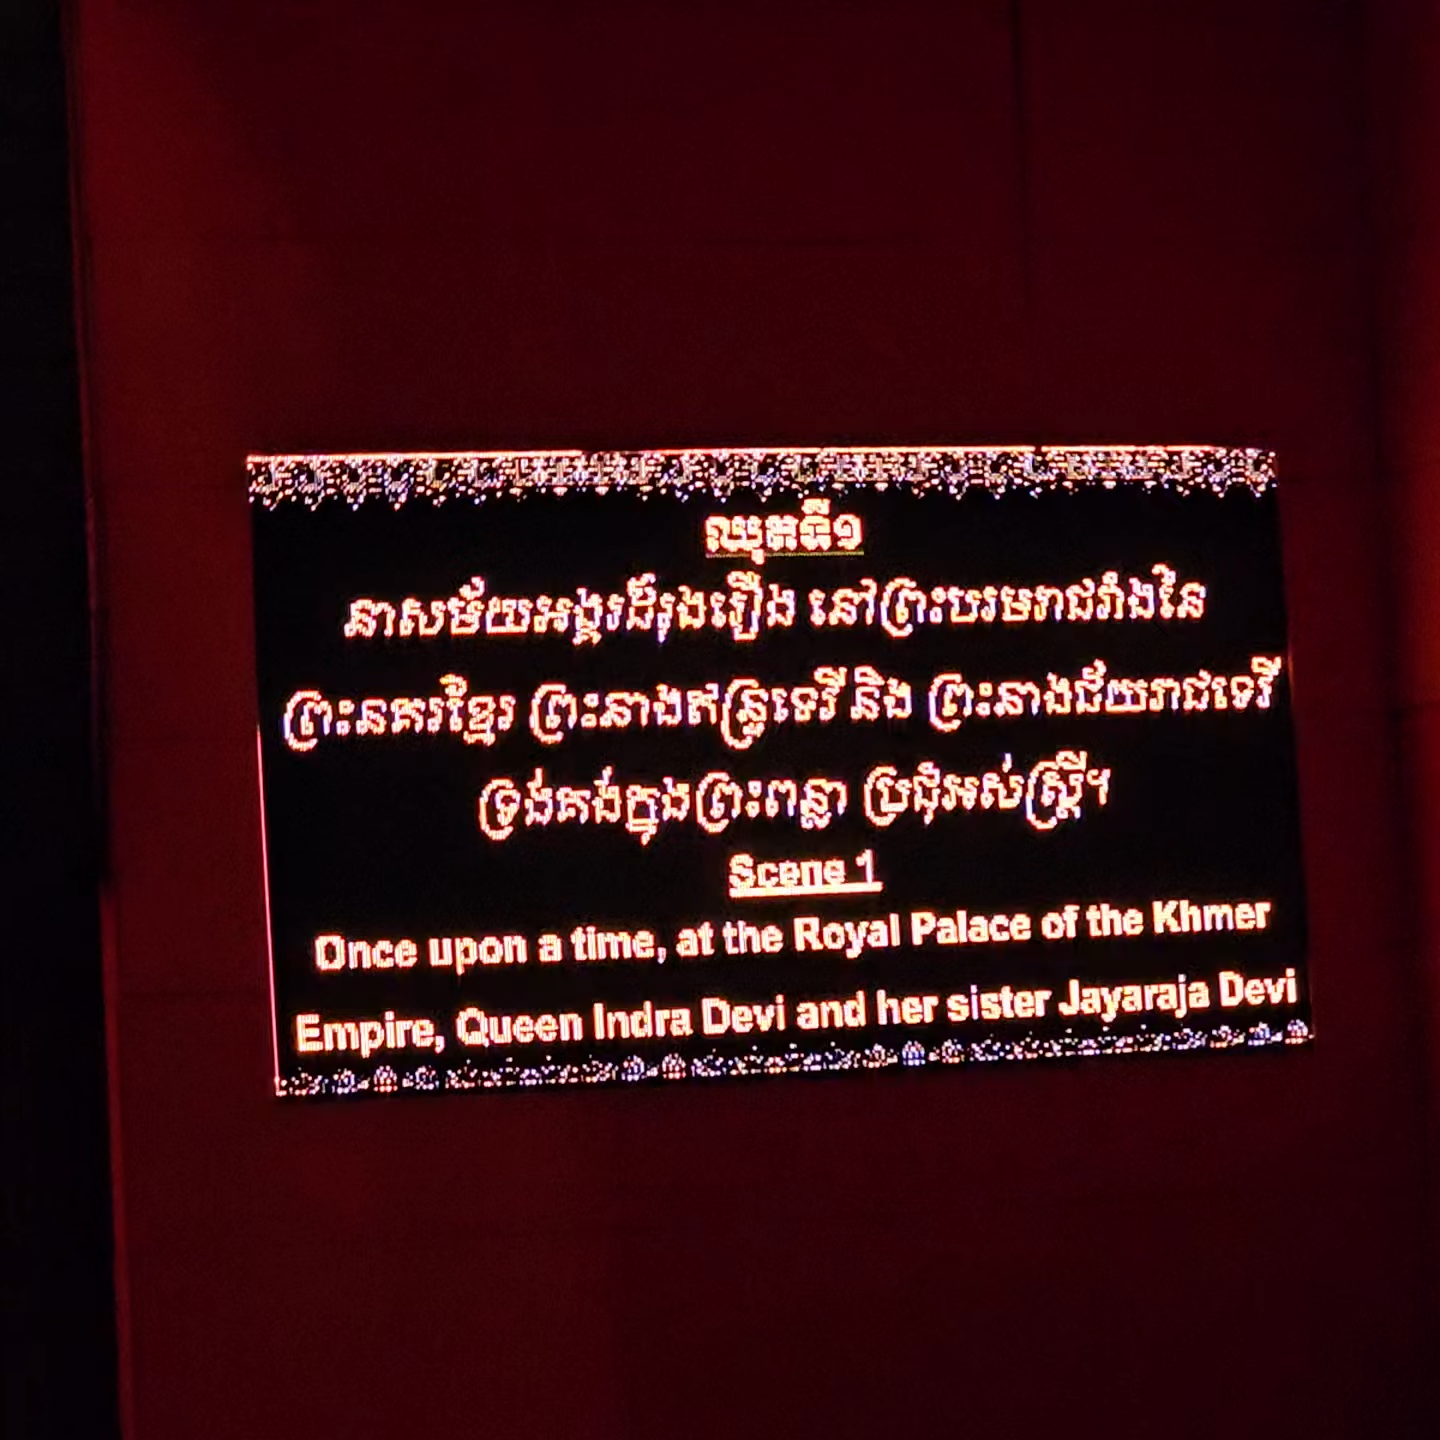 ឈុតទី១
នាសម័យអង្គរដ៏រុងរឿង នៅព្រះបរមរាជវាំងនៃ
ព្រះនគរខ្មែរ ព្រះនាងឥន្ទ្រទេវី និង ព្រះនាងជ័យរាជទេវី
ទ្រង់គង់ក្នុងព្រះពន្លា ប្រជុំអស់ស្ត្រី។
Scene 1
Once upon a time, at the Royal Palace of the Khmer
Empire, Queen Indra Devi and her sister Jayaraja Devi